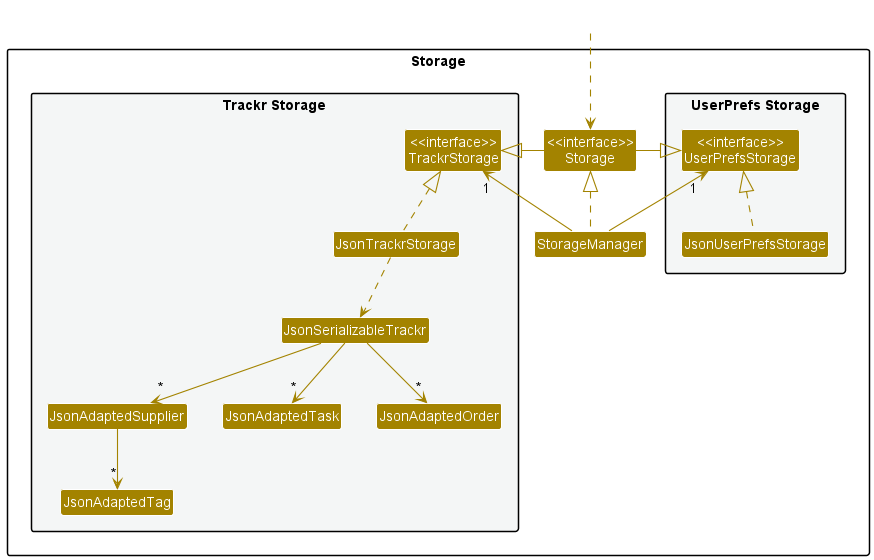 Storage
Trackr Storage
UserPrefs Storage
<<interface>>
TrackrStorage
<<interface>>
Storage
<<interface>>
UserPrefsStorage
1
1
JsonTrackrStorage
StorageManager
JsonUserPrefsStorage
JsonSerializableTrackr
*
*
*
JsonAdaptedSupplier
JsonAdaptedTask
JsonAdaptedOrder
*
JsonAdaptedTag